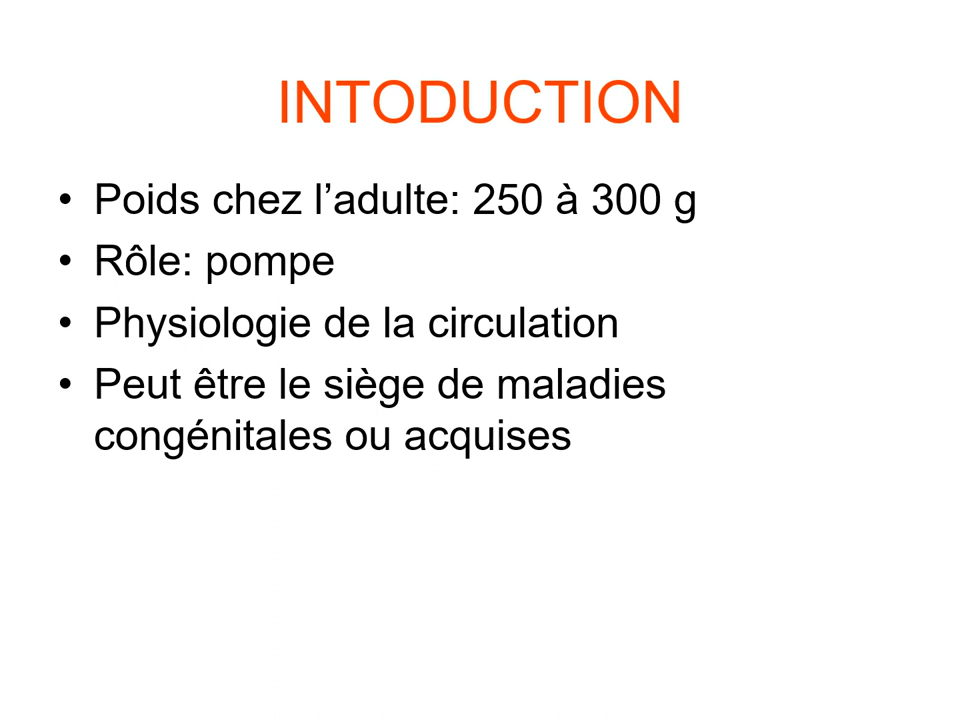 INTODUCTION
• Poids chez l’adulte: 250 à 300 g
• Rôle: pompe
• Physiologie de la circulation
• Peut être le siège de maladies
congénitales ou acquises